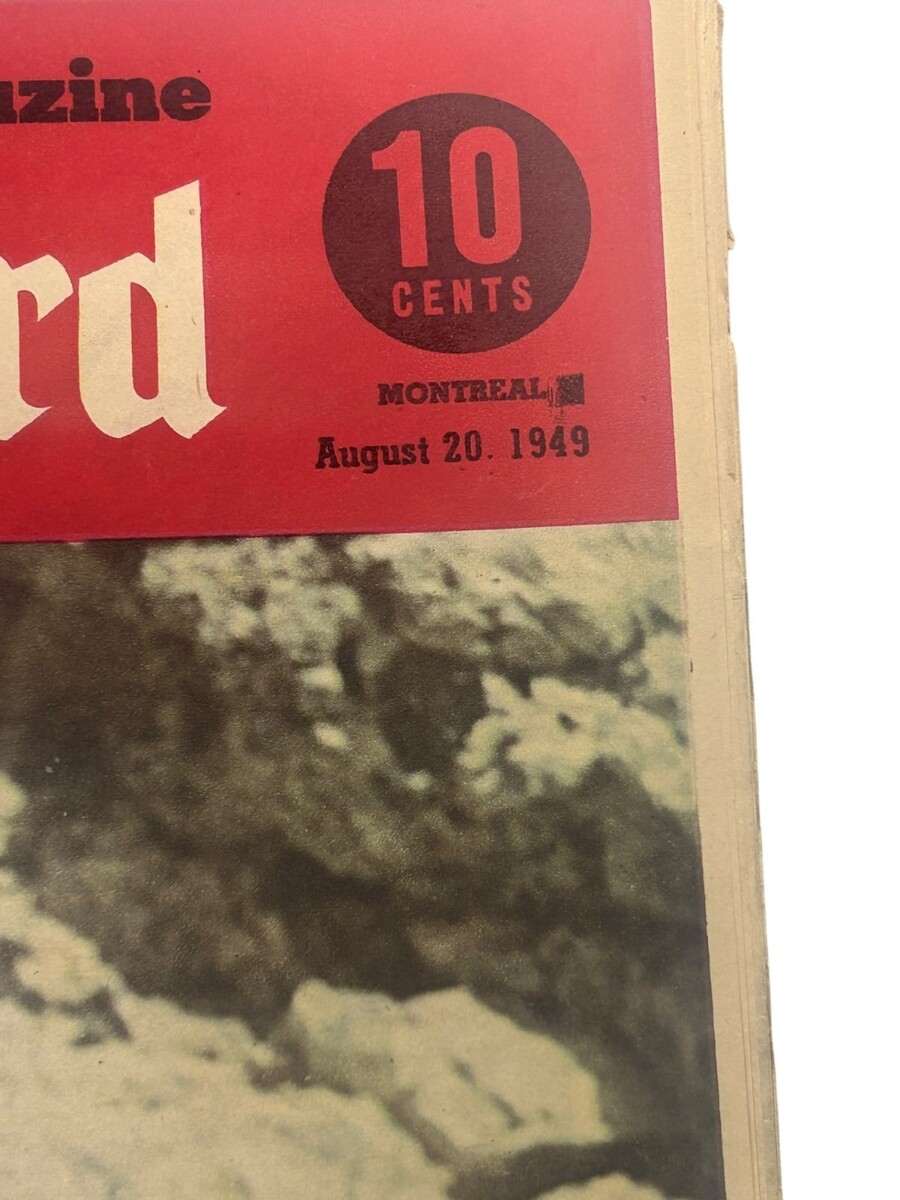 azine
rd
10
CENTS
MONTREAL
August 20. 1949